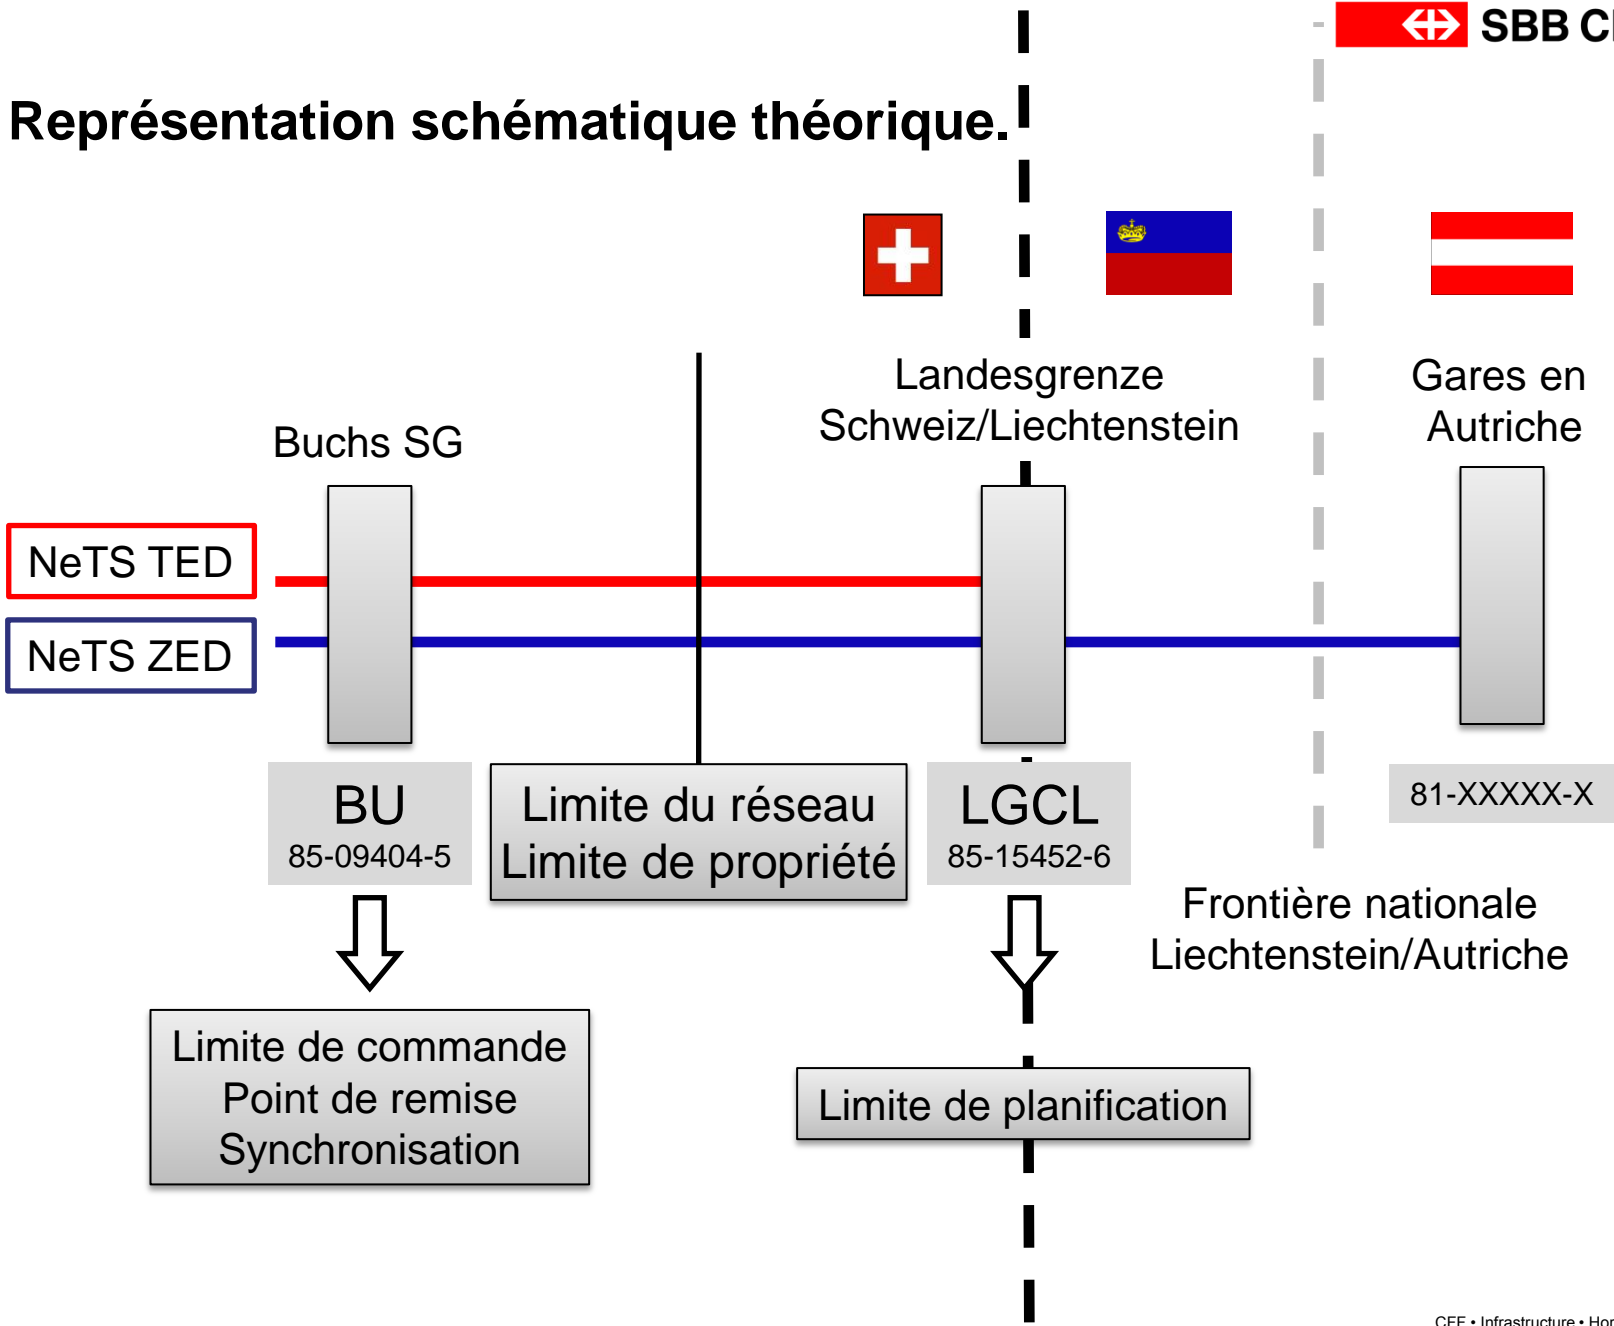 SBB
Représentation schématique théorique.
Landesgrenze
Schweiz/Liechtenstein
Gares en
Autriche
Buchs SG
NeTS TED
NeTS ZED
BU
85-09404-5
Limite du réseau
Limite de propriété
LGCL
85-15452-6
81-XXXXX-X
Frontière nationale
Liechtenstein/Autriche
Limite de commande
Point de remise
Synchronisation
Limite de planification
CFF • Infrastructure •